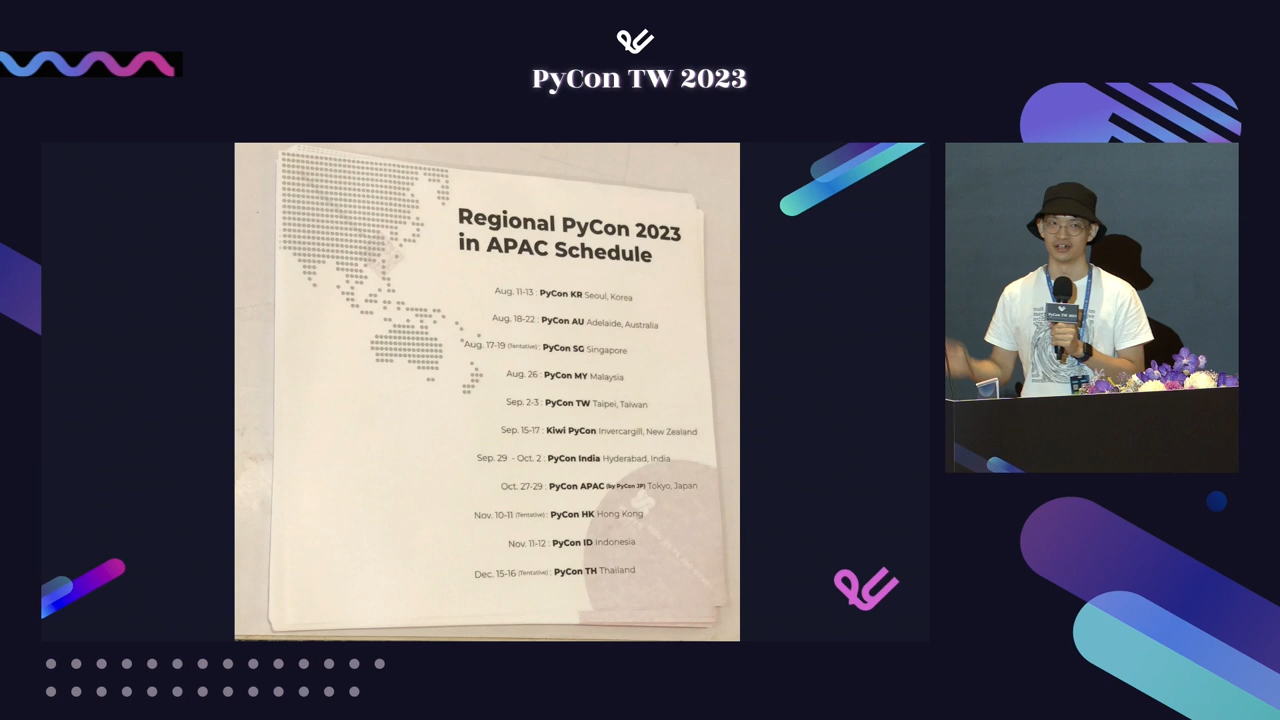 PyCon TW 2023
Regional PyCon 2023
in APAC Schedule
Aug. 11-13 : PyCon KR Seoul, Korea
Aug. 18-22 : PyCon AU Adelaide, Australia
Aug. 17-19 (Tentative) : PyCon SG Singapore
Aug. 26 : PyCon MY Malaysia
Sep. 2-3 : PyCon TW Taipei, Taiwan
Sep. 15-17 : Kiwi PyCon Invercargill, New Zealand
Sep. 29 - Oct. 2 : PyCon India Hyderabad, India
Oct. 27-29 : PyCon APAC (by PyCon JP) Tokyo, Japan
Nov. 10-11 (Tentative) : PyCon HK Hong Kong
Nov. 11-12 : PyCon ID Indonesia
Dec. 15-16 (Tentative) : PyCon TH Thailand
PyCon TW 2023